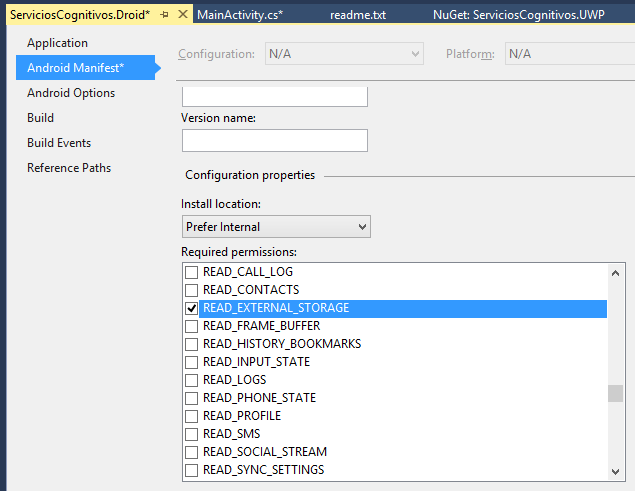 ServiciosCognitivos.Droid* MainActivity.cs* readme.txt NuGet: ServiciosCognitivos.UWP
Application
Android Manifest*
Android Options
Build
Build Events
Reference Paths
Configuration: N/A Platform: N/A
Version name:
Configuration properties
Install location:
Prefer Internal
Required permissions:
READ_CALL_LOG
READ_CONTACTS
READ_EXTERNAL_STORAGE
READ_FRAME_BUFFER
READ_HISTORY_BOOKMARKS
READ_INPUT_STATE
READ_LOGS
READ_PHONE_STATE
READ_PROFILE
READ_SMS
READ_SOCIAL_STREAM
READ_SYNC_SETTINGS